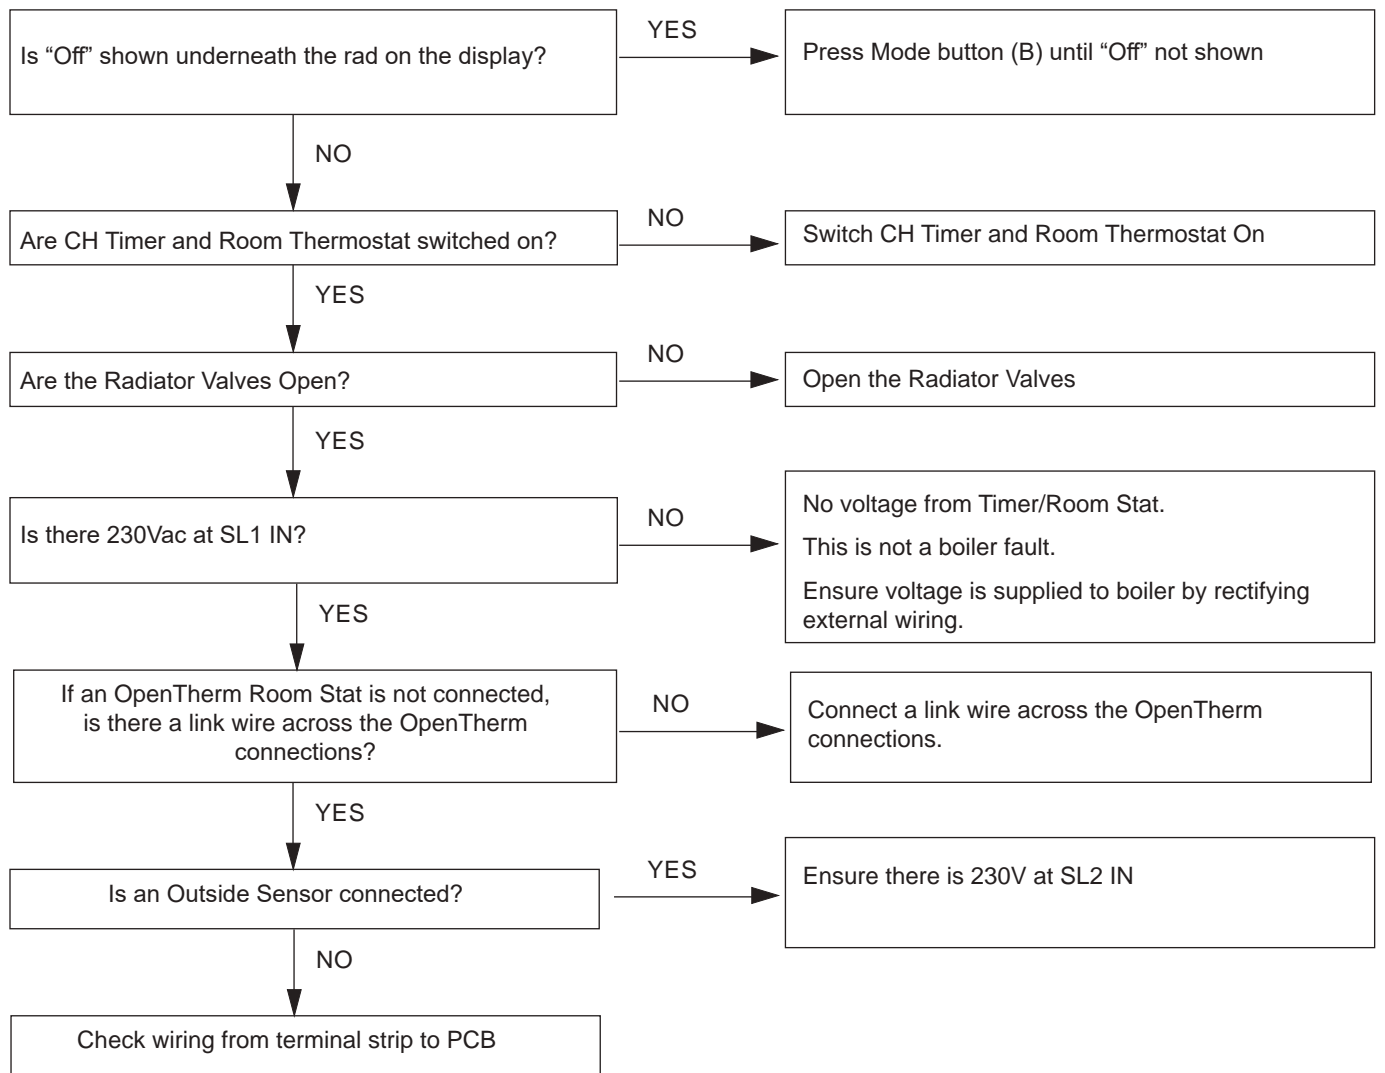 Is “Off” shown underneath the rad on the display?
YES
Press Mode button (B) until “Off” not shown
NO
Are CH Timer and Room Thermostat switched on?
NO
Switch CH Timer and Room Thermostat On
YES
Are the Radiator Valves Open?
NO
Open the Radiator Valves
YES
Is there 230Vac at SL1 IN?
NO
No voltage from Timer/Room Stat.
This is not a boiler fault.
Ensure voltage is supplied to boiler by rectifying
external wiring.
YES
If an OpenTherm Room Stat is not connected,
is there a link wire across the OpenTherm
connections?
NO
Connect a link wire across the OpenTherm
connections.
YES
Is an Outside Sensor connected?
YES
Ensure there is 230V at SL2 IN
NO
Check wiring from terminal strip to PCB